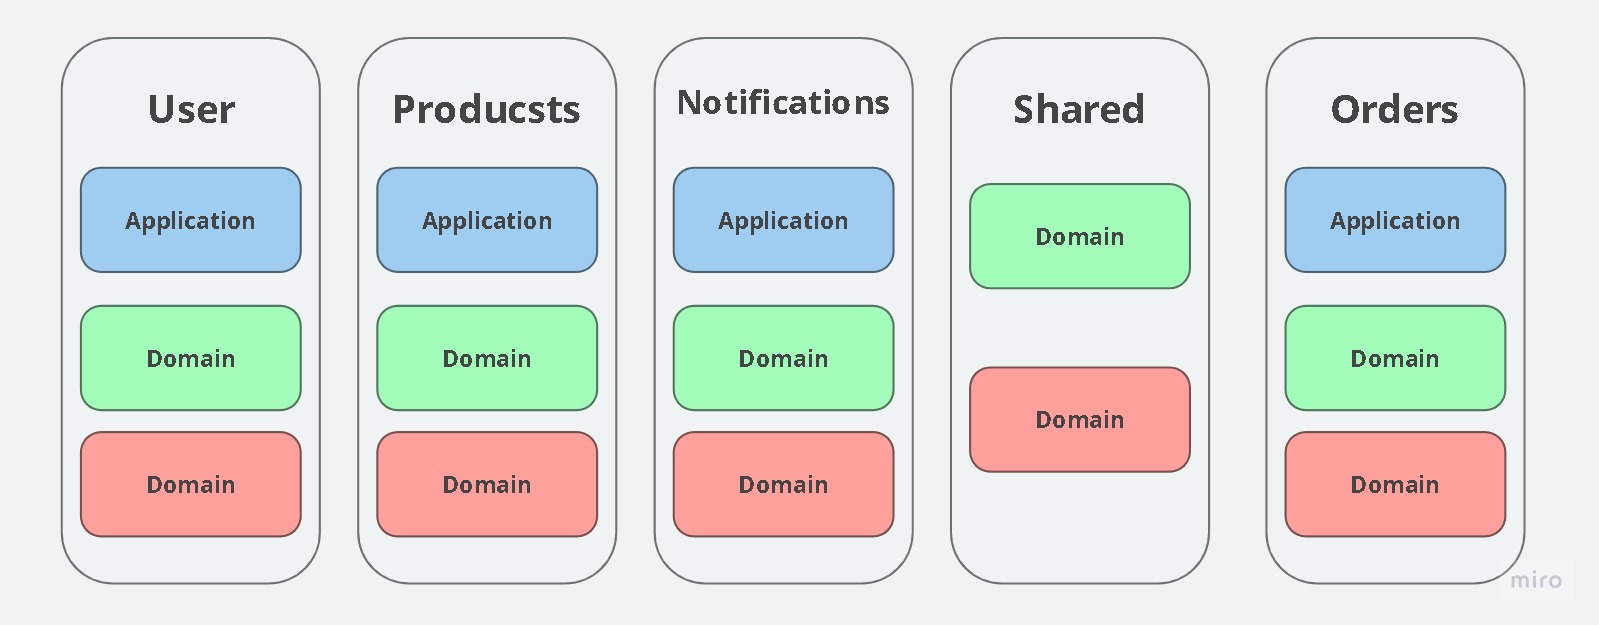 User
Application
Domain
Domain
Producsts
Application
Domain
Domain
Notifications
Application
Domain
Domain
Shared
Domain
Domain
Orders
Application
Domain
Domain
miro